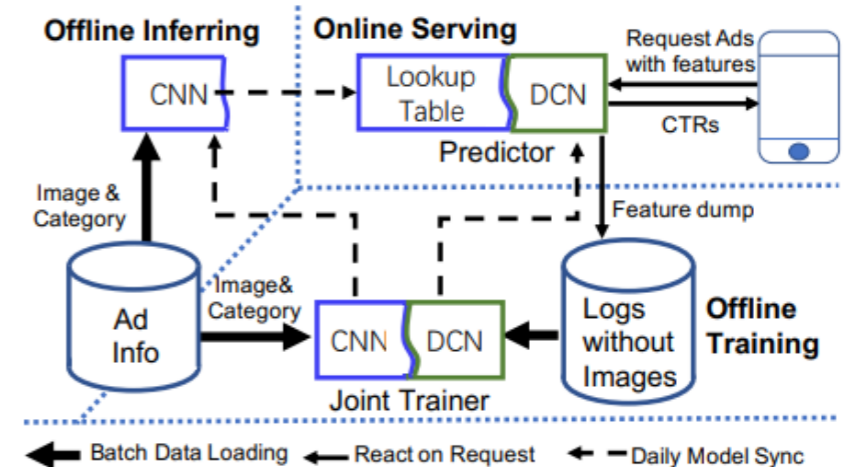 Offline Inferring
Online Serving
CNN
Lookup
Table
DCN
Request Ads
with features
CTRs
Predictor
Image &
Category
Feature dump
Ad
Info
Image&
Category
CNN
DCN
Joint Trainer
Logs
without
Images
Offline
Training
Batch Data Loading
React on Request
Daily Model Sync